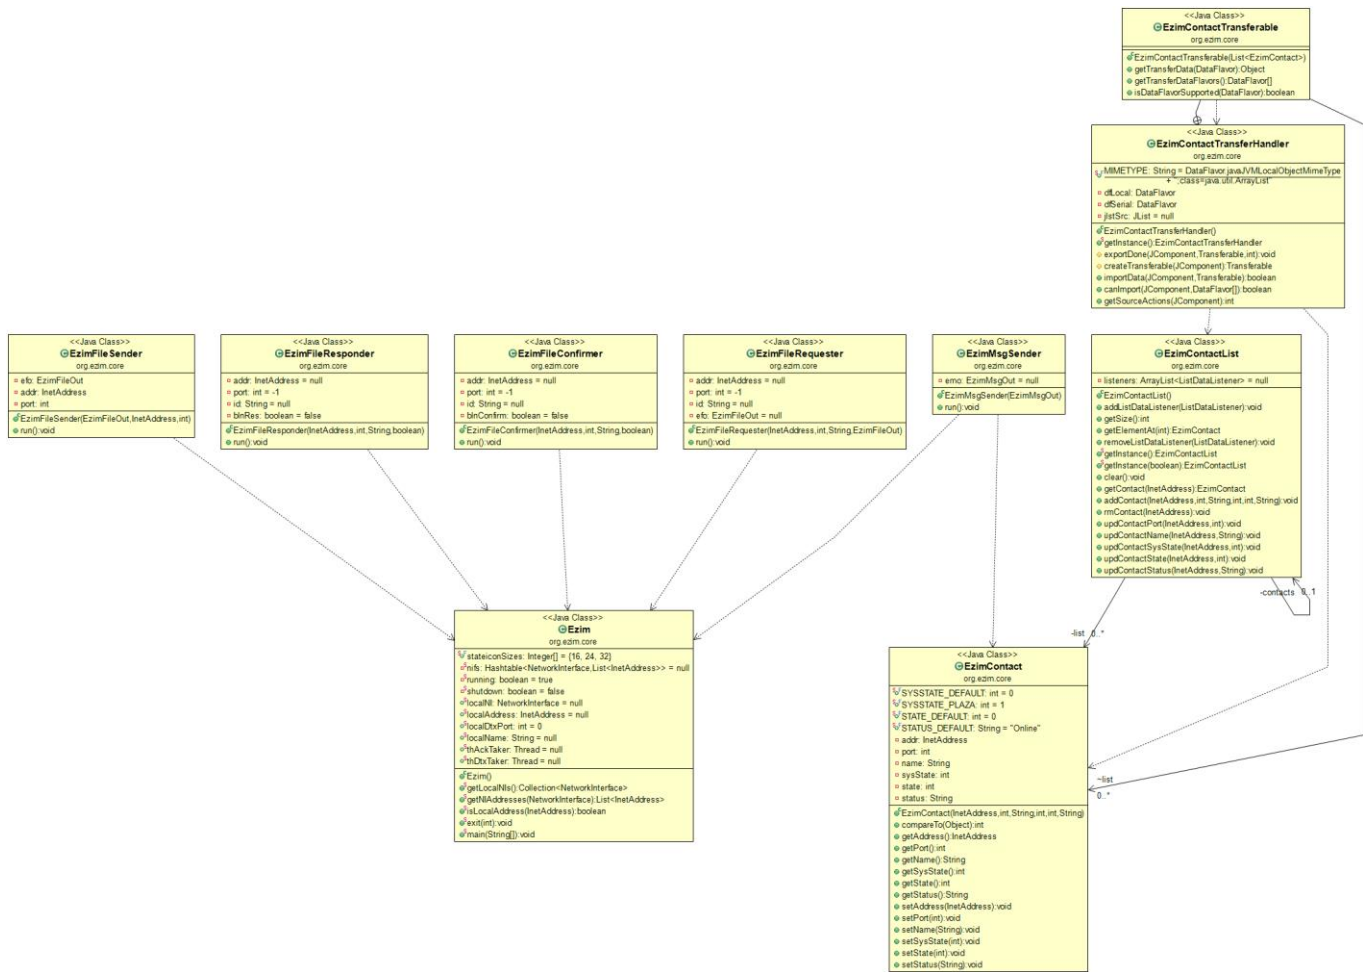 <<Java Class>>
EzimContactTransferable
org.ezim.core
EzimContactTransferable(List<EzimContact>)
getTransferData(DataFlavor):Object
getTransferDataFlavors():DataFlavor[]
isDataFlavorSupported(DataFlavor):boolean
<<Java Class>>
EzimContactTransferHandler
org.ezim.core
MIMETYPE: String = DataFlavor.javaJVMLocalObjectMimeType
+ ";class=java.util.ArrayList"
dfLocal: DataFlavor
dfSerial: DataFlavor
jlstSrc: JList = null
EzimContactTransferHandler()
getInstance():EzimContactTransferHandler
exportDone(JComponent,Transferable,int):void
createTransferable(JComponent):Transferable
importData(JComponent,Transferable):boolean
canImport(JComponent,DataFlavor[]):boolean
getSourceActions(JComponent):int
<<Java Class>>
EzimFileSender
org.ezim.core
efo: EzimFileOut
addr: InetAddress
port: int
EzimFileSender(EzimFileOut,InetAddress,int)
run():void
<<Java Class>>
EzimFileResponder
org.ezim.core
addr: InetAddress = null
port: int = -1
id: String = null
blnRes: boolean = false
EzimFileResponder(InetAddress,int,String,boolean)
run():void
<<Java Class>>
EzimFileConfirmer
org.ezim.core
addr: InetAddress = null
port: int = -1
id: String = null
blnConfirm: boolean = false
EzimFileConfirmer(InetAddress,int,String,boolean)
run():void
<<Java Class>>
EzimFileRequester
org.ezim.core
addr: InetAddress = null
port: int = -1
id: String = null
efo: EzimFileOut = null
EzimFileRequester(InetAddress,int,String,EzimFileOut)
run():void
<<Java Class>>
EzimMsgSender
org.ezim.core
emo: EzimMsgOut = null
EzimMsgSender(EzimMsgOut)
run():void
<<Java Class>>
EzimContactList
org.ezim.core
listeners: ArrayList<ListDataListener> = null
EzimContactList()
addListDataListener(ListDataListener):void
getSize():int
getElementAt(int):EzimContact
removeListDataListener(ListDataListener):void
getInstance():EzimContactList
getInstance(boolean):EzimContactList
clear():void
getContact(InetAddress):EzimContact
addContact(InetAddress,int,String,int,int,String):void
rmContact(InetAddress):void
updContactPort(InetAddress,int):void
updContactName(InetAddress,String):void
updContactSysState(InetAddress,int):void
updContactState(InetAddress,int):void
updContactStatus(InetAddress,String):void
-contacts 0..1
-list 0..*
<<Java Class>>
Ezim
org.ezim.core
stateiconSizes: Integer[] = {16, 24, 32}
nifs: Hashtable<NetworkInterface,List<InetAddress>> = null
running: boolean = true
shutdown: boolean = false
localNI: NetworkInterface = null
localAddress: InetAddress = null
localDtxPort: int = 0
localName: String = null
thAckTaker: Thread = null
thDtxTaker: Thread = null
Ezim()
getLocalNIs():Collection<NetworkInterface>
getNIAddresses(NetworkInterface):List<InetAddress>
isLocalAddress(InetAddress):boolean
exit(int):void
main(String[]):void
<<Java Class>>
EzimContact
org.ezim.core
SYSSTATE_DEFAULT: int = 0
SYSSTATE_PLAZA: int = 1
STATE_DEFAULT: int = 0
STATUS_DEFAULT: String = "Online"
addr: InetAddress
port: int
name: String
sysState: int
state: int
status: String
EzimContact(InetAddress,int,String,int,int,String)
compareTo(Object):int
getAddress():InetAddress
getPort():int
getName():String
getSysState():int
getState():int
getStatus():String
setAddress(InetAddress):void
setPort(int):void
setName(String):void
setSysState(int):void
setState(int):void
setStatus(String):void
~list
0..*